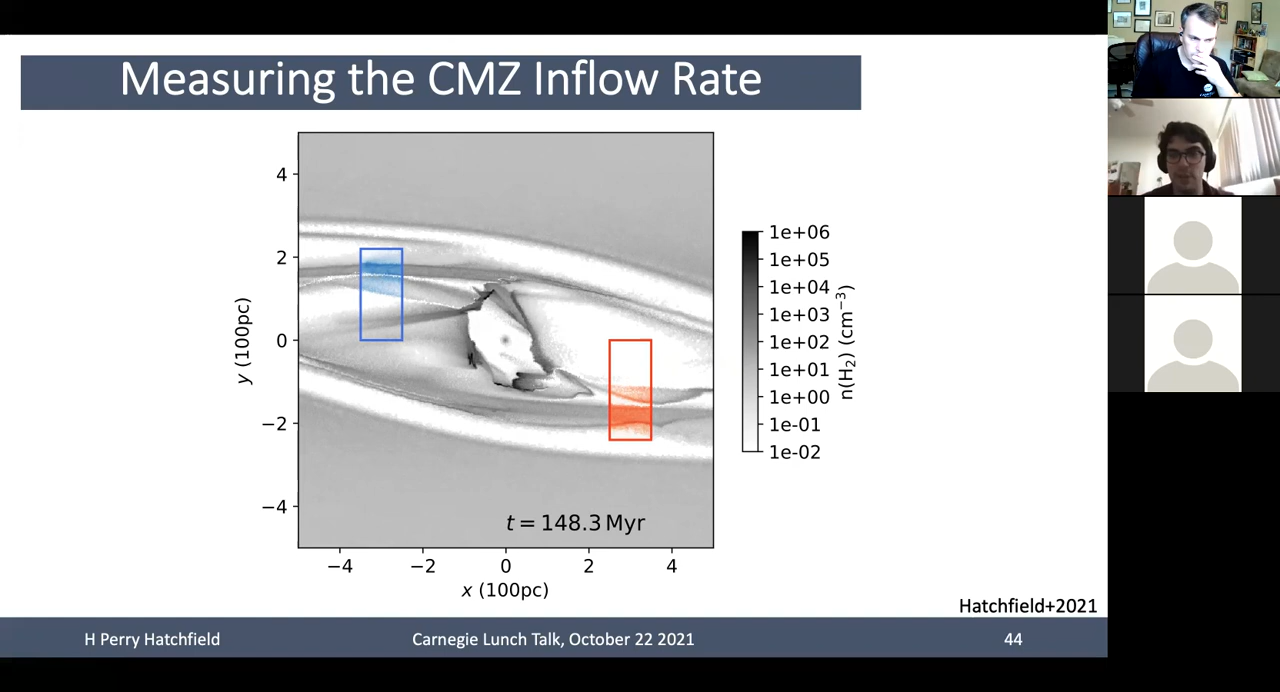 Measuring the CMZ Inflow Rate
4
2
0
−2
−4
y (100pc)
−4 −2 0 2 4
x (100pc)
t = 148.3 Myr
1e+06
1e+05
1e+04
1e+03
1e+02
1e+01
1e+00
1e-01
1e-02
n(H₂) (cm⁻³)
Hatchfield+2021
H Perry Hatchfield Carnegie Lunch Talk, October 22 2021 44